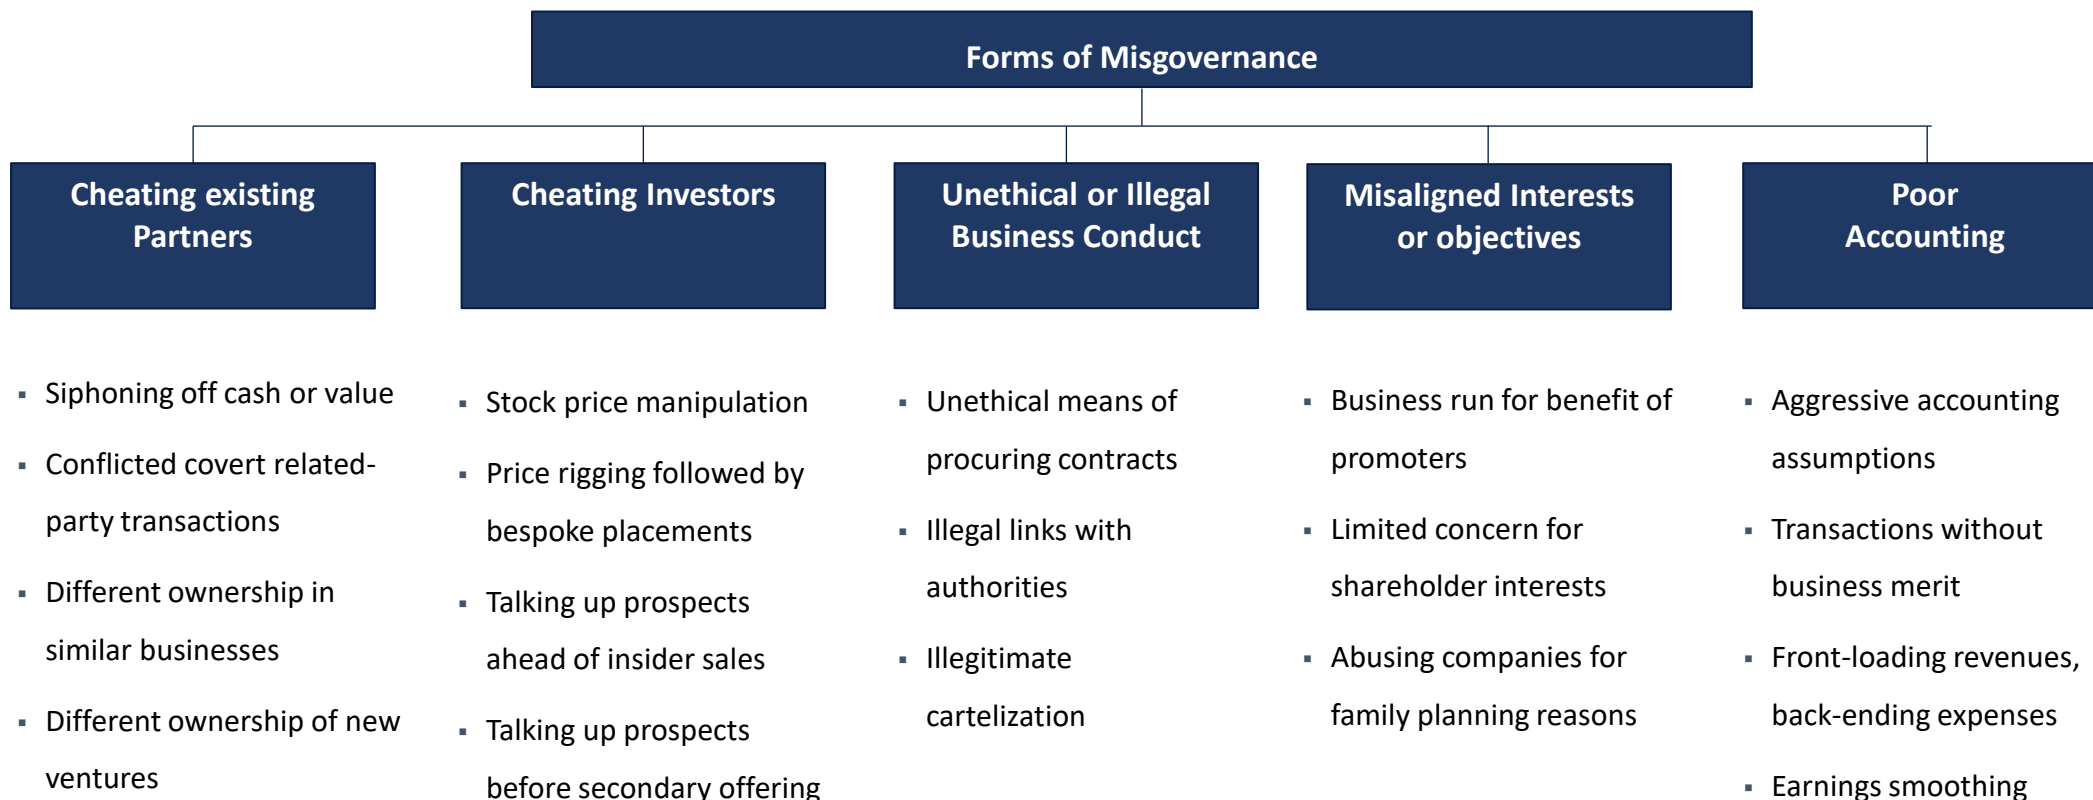 Forms of Misgovernance
Cheating existing
Partners
Cheating Investors
Unethical or Illegal
Business Conduct
Misaligned Interests
or objectives
Poor
Accounting
▪ Siphoning off cash or value
▪ Conflicted covert related-
party transactions
▪ Different ownership in
similar businesses
▪ Different ownership of new
ventures
▪ Stock price manipulation
▪ Price rigging followed by
bespoke placements
▪ Talking up prospects
ahead of insider sales
▪ Talking up prospects
before secondary offering
▪ Unethical means of
procuring contracts
▪ Illegal links with
authorities
▪ Illegitimate
cartelization
▪ Business run for benefit of
promoters
▪ Limited concern for
shareholder interests
▪ Abusing companies for
family planning reasons
▪ Aggressive accounting
assumptions
▪ Transactions without
business merit
▪ Front-loading revenues,
back-ending expenses
▪ Earnings smoothing